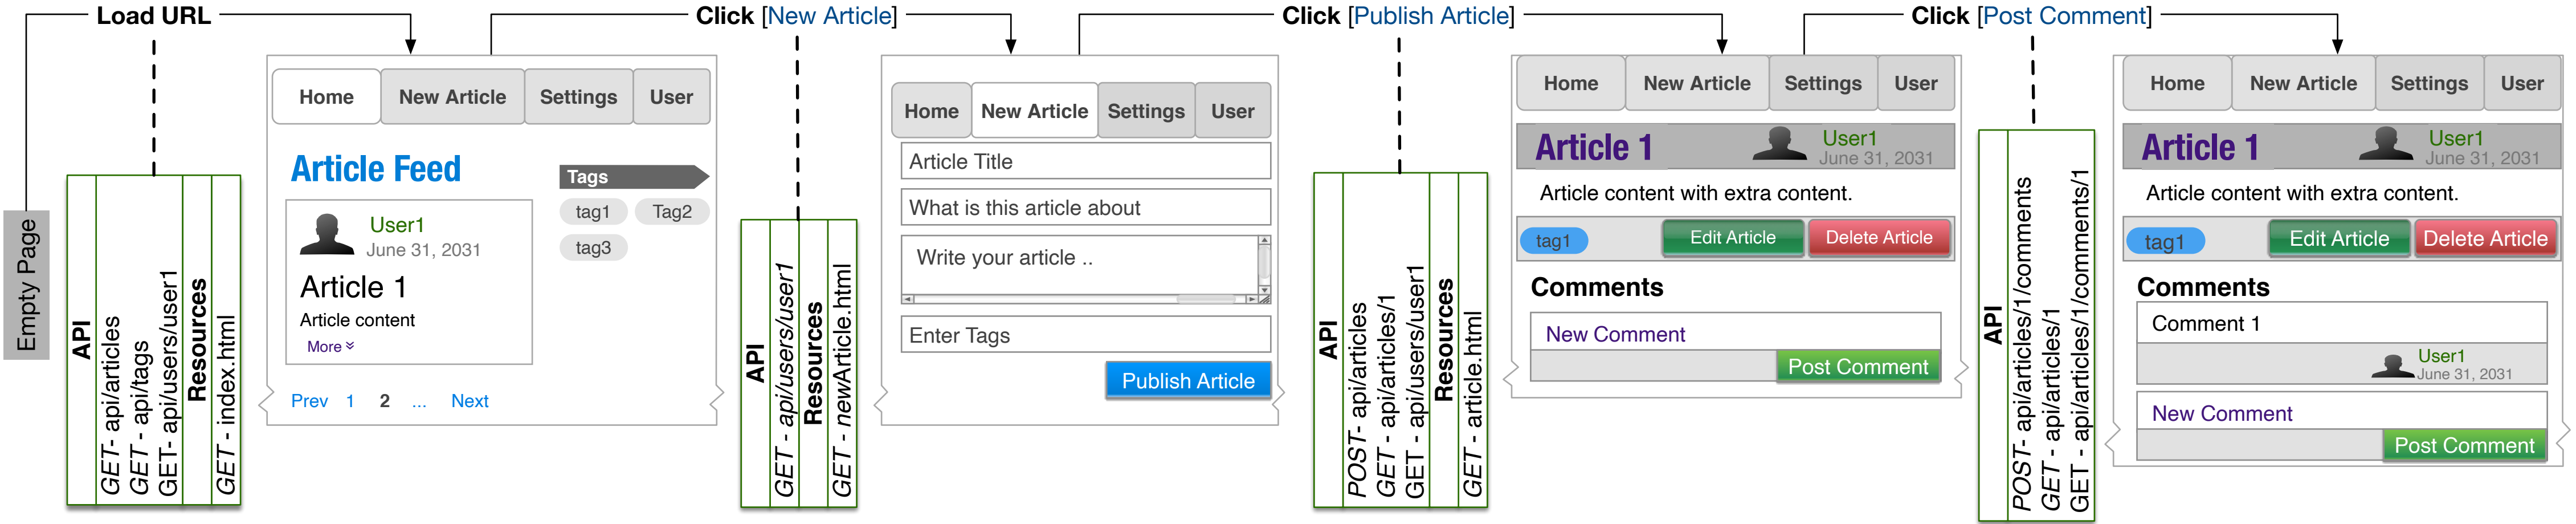 Load URL
Click [New Article]
Click [Publish Article]
Click [Post Comment]
Empty Page
API
GET- api/articles
GET - api/tags
GET- api/users/user1
Resources
GET - index.html
Home
New Article
Settings
User
Article Feed
Tags
tag1
Tag2
tag3
User1
June 31, 2031
Article 1
Article content
More
Prev 1 2 ... Next
API
GET - api/users/user1
Resources
GET - newArticle.html
Home
New Article
Settings
User
Article Title
What is this article about
Write your article ..
Enter Tags
Publish Article
API
POST- api/articles
GET - api/articles/1
GET - api/users/user1
Resources
GET - article.html
Home
New Article
Settings
User
Article 1
User1
June 31, 2031
Article content with extra content.
tag1
Edit Article
Delete Article
Comments
New Comment
Post Comment
API
POST- api/articles/1/comments
GET - api/articles/1
GET - api/articles/1/comments/1
Home
New Article
Settings
User
Article 1
User1
June 31, 2031
Article content with extra content.
tag1
Edit Article
Delete Article
Comments
Comment 1
User1
June 31, 2031
New Comment
Post Comment